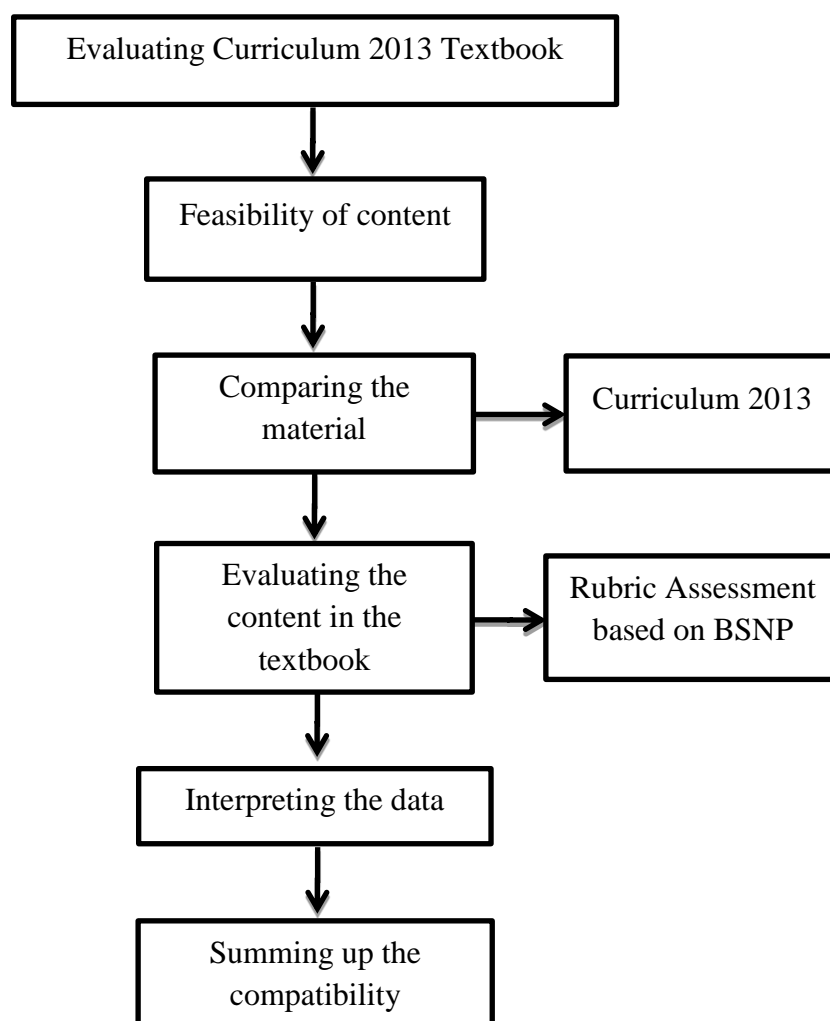 Evaluating Curriculum 2013 Textbook
Feasibility of content
Comparing the
material
Curriculum 2013
Evaluating the
content in the
textbook
Rubric Assessment
based on BSNP
Interpreting the data
Summing up the
compatibility